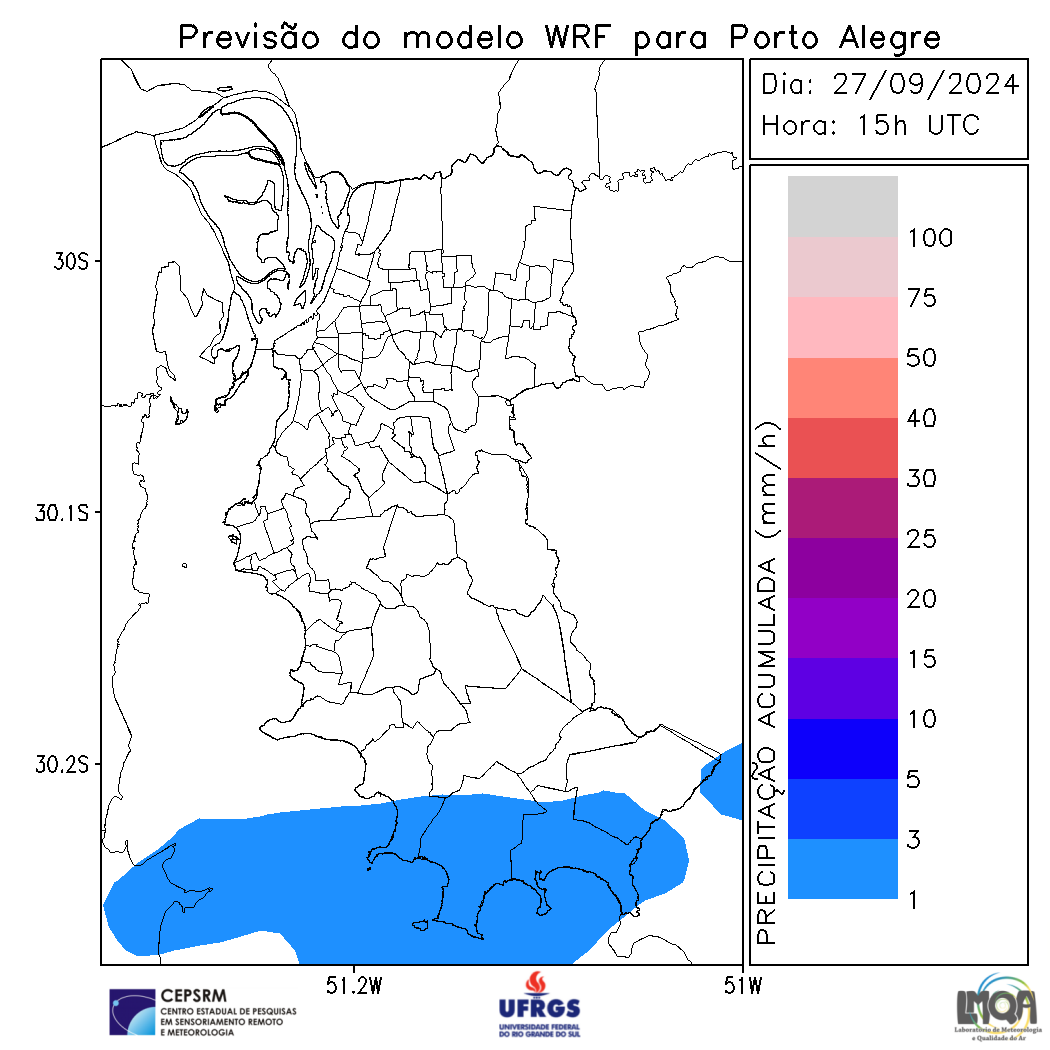 Previsão do modelo WRF para Porto Alegre
Dia: 27/09/2024
Hora: 15h UTC
30S
30.1S
30.2S
51.2W
51W
PRECIPITAÇÃO ACUMULADA (mm/h)
100
75
50
40
30
25
20
15
10
5
3
1
CEPSRM
CENTRO ESTADUAL DE PESQUISAS
EM SENSORIAMENTO REMOTO
E METEOROLOGIA
UFRGS
UNIVERSIDADE FEDERAL
DO RIO GRANDE DO SUL
LMQA
Laboratório de Meteorologia
e Qualidade do Ar